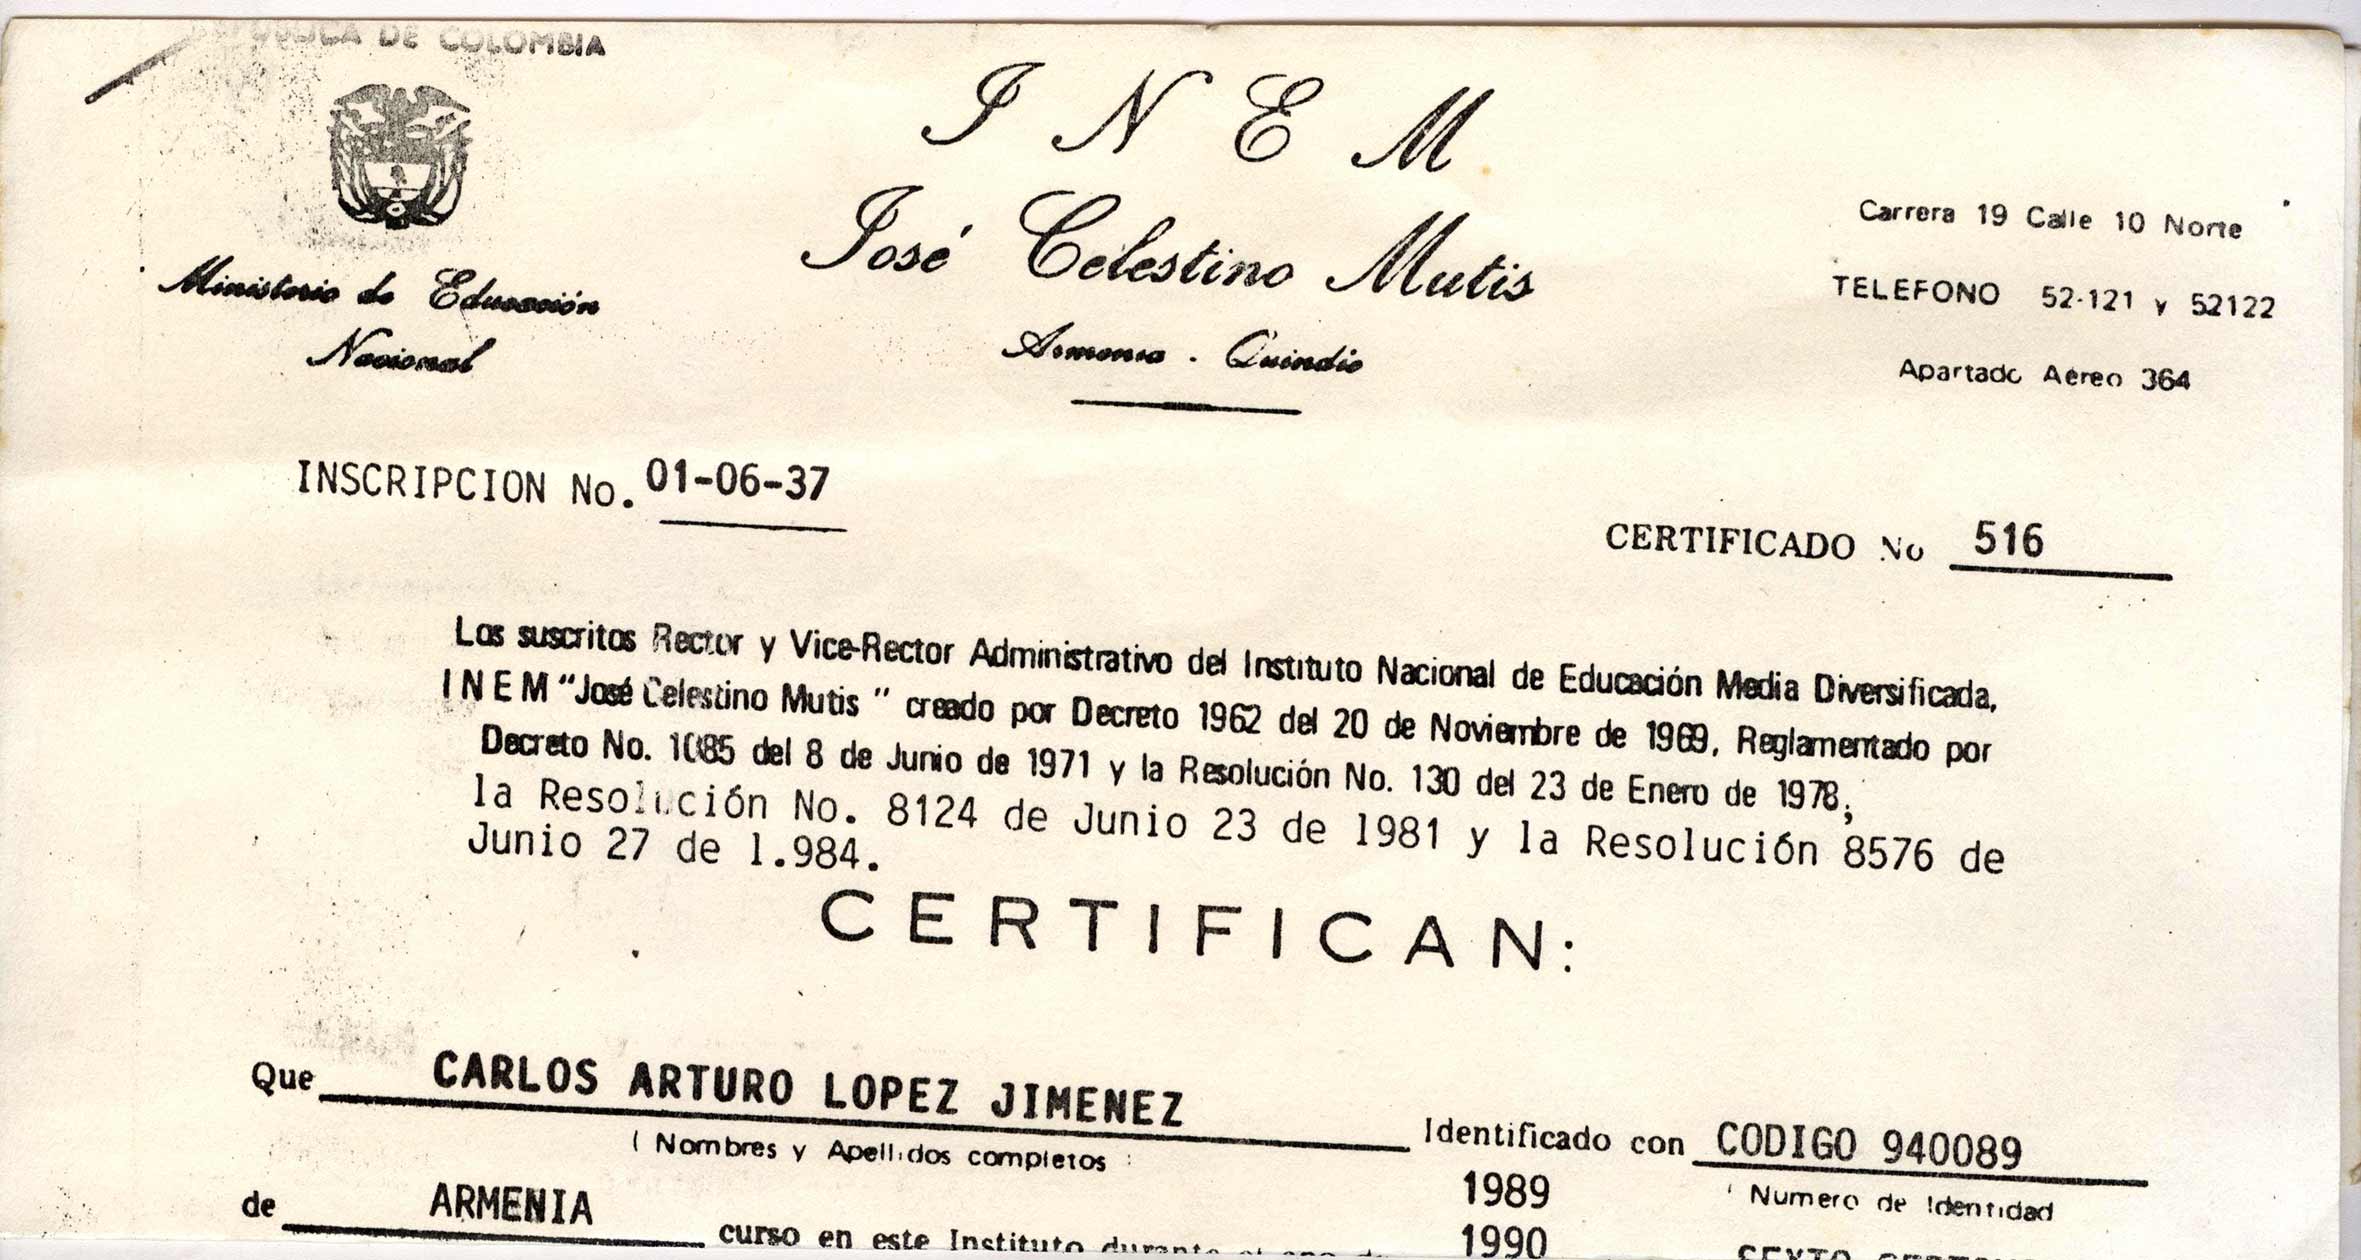 REPUBLICA DE COLOMBIA
Ministerio de Educación
Nacional
I N E M
José Celestino Mutis
Armenia - Quindio
Carrera 19 Calle 10 Norte
TELEFONO 52-121 y 52122
Apartado Aéreo 364
INSCRIPCION No. 01-06-37
CERTIFICADO No 516
Los suscritos Rector y Vice-Rector Administrativo del Instituto Nacional de Educación Media Diversificada,
I N E M "José Celestino Mutis" creado por Decreto 1962 del 20 de Noviembre de 1969, Reglamentado por
Decreto No. 1085 del 8 de Junio de 1971 y la Resolución No. 130 del 23 de Enero de 1978;
la Resolución No. 8124 de Junio 23 de 1981 y la Resolución 8576 de
Junio 27 de 1.984.
CERTIFICAN:
Que CARLOS ARTURO LOPEZ JIMENEZ Identificado con CODIGO 940089
( Nombres y Apellidos completos
Numero de Identidad
1989
de ARMENIA curso en este Instituto durante
1990